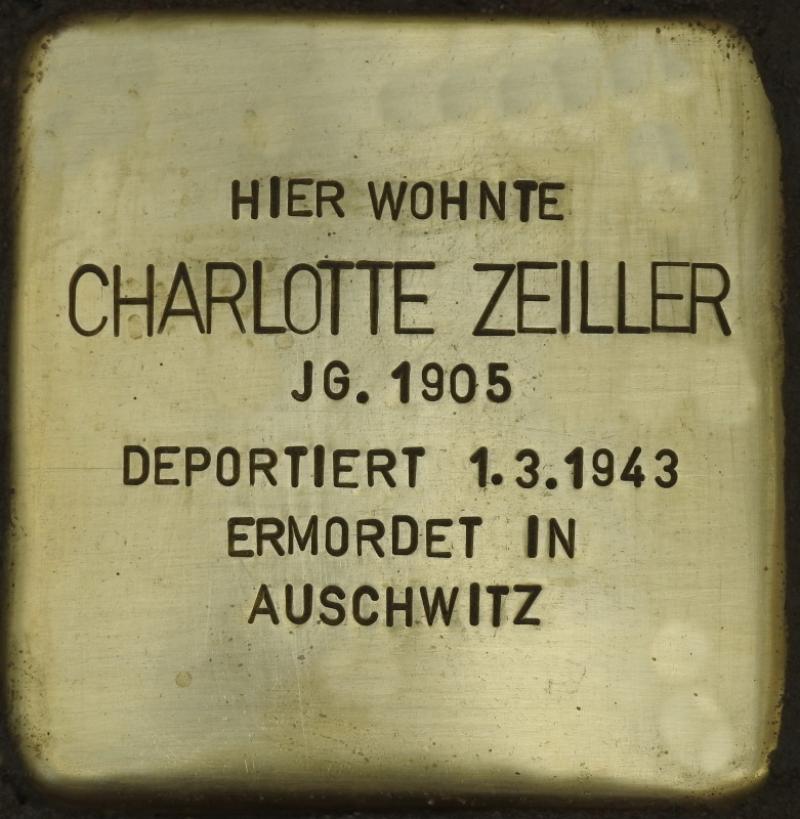 HIER WOHNTE
CHARLOTTE ZEILLER
JG. 1905
DEPORTIERT 1.3.1943
ERMORDET IN
AUSCHWITZ